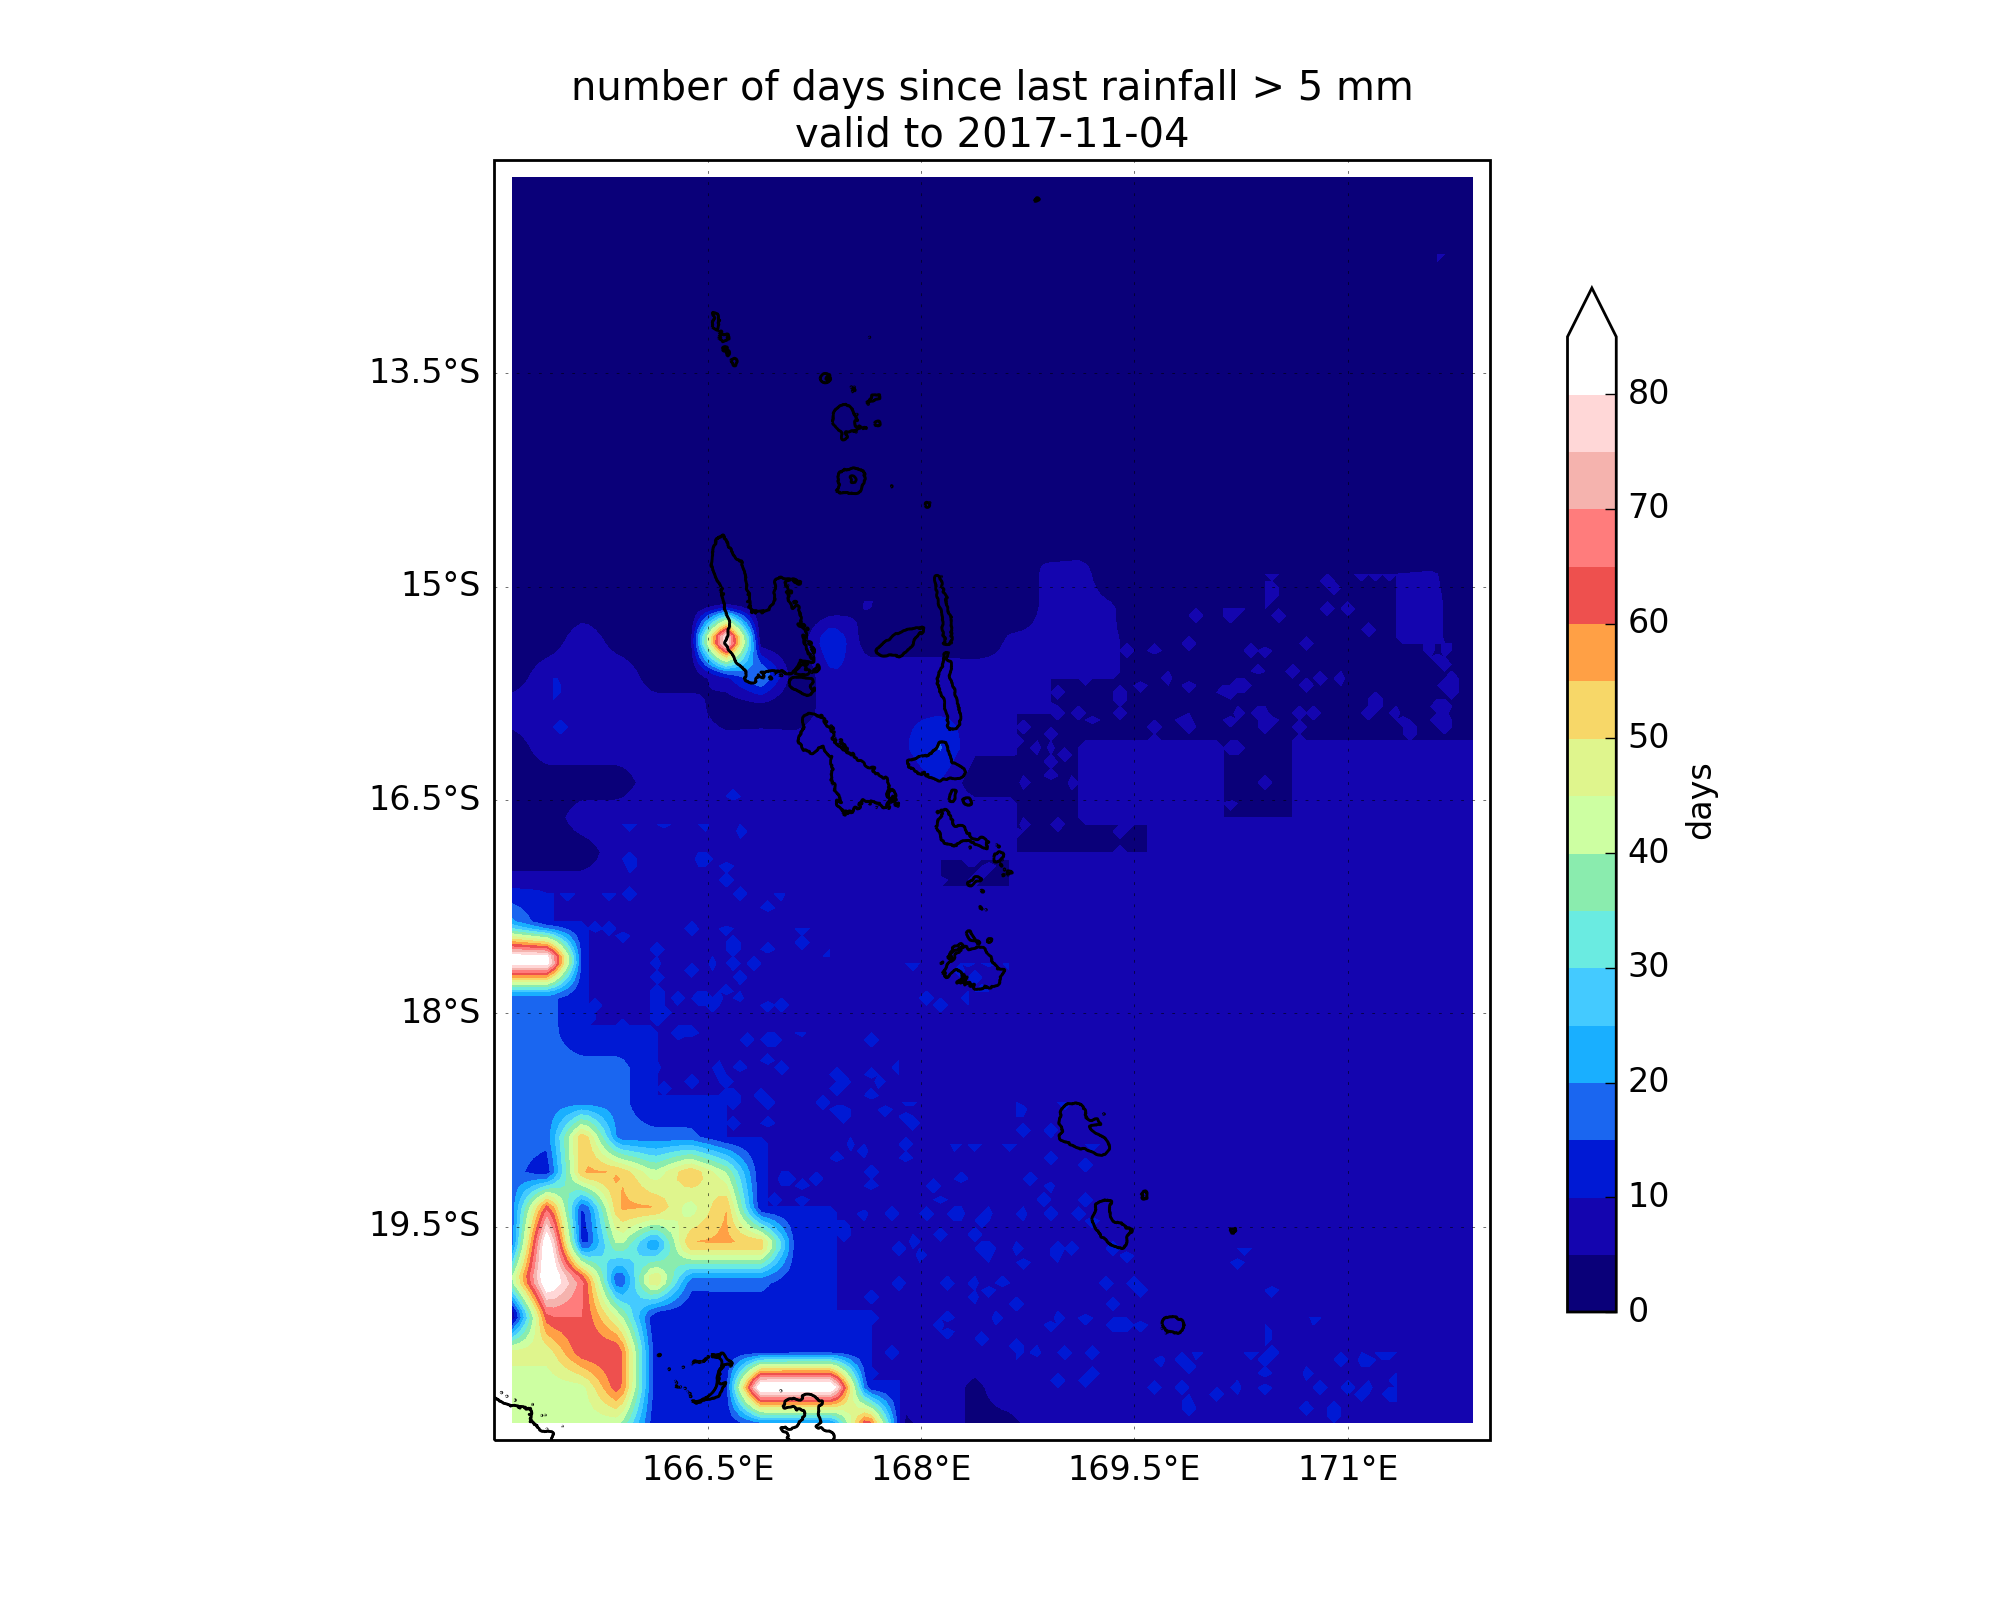 number of days since last rainfall > 5 mm
valid to 2017-11-04
13.5°S
15°S
16.5°S
18°S
19.5°S
166.5°E
168°E
169.5°E
171°E
80
70
60
50
40
30
20
10
0
days